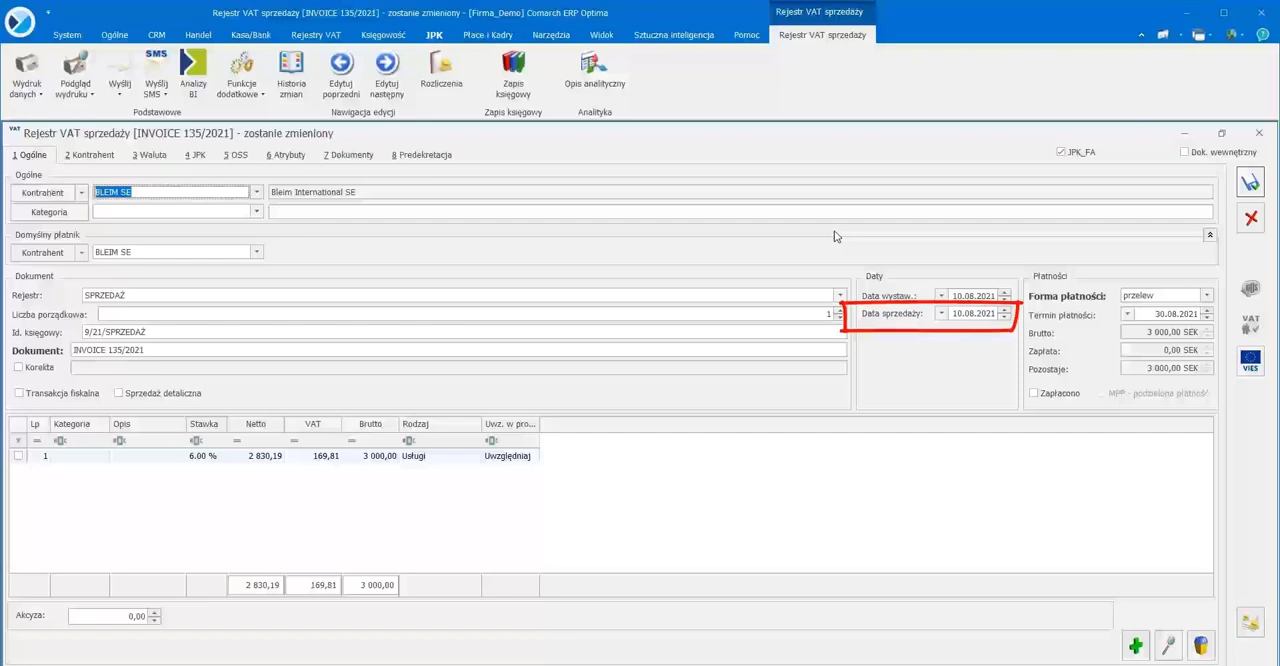 Rejestr VAT sprzedaży [INVOICE 135/2021] - zostanie zmieniony - [Firma_Demo] Comarch ERP Optima
Rejestr VAT sprzedaży
System Ogólne CRM Handel Kasa/Bank Rejestry VAT Księgowość JPK Płace i Kadry Narzędzia Widok Sztuczna inteligencja Pomoc Rejestr VAT sprzedaży
Wydruk danych
Podgląd wydruku
Wyślij
SMS
Wyślij SMS
Analizy BI
Funkcje dodatkowe
Historia zmian
Edytuj poprzedni
Edytuj następny
Rozliczenia
Zapis księgowy
Opis analityczny
Podstawowe Nawigacja edycji Zapis księgowy Analityka
VAT Rejestr VAT sprzedaży [INVOICE 135/2021] - zostanie zmieniony
1 Ogólne 2 Kontrahent 3 Waluta 4 JPK 5 OSS 6 Atrybuty 7 Dokumenty 8 Predekretacja JPK_FA Dok. wewnętrzny
Ogólne
Kontrahent BLEIM SE Bleim International SE
Kategoria
Domyślny płatnik
Kontrahent BLEIM SE
Dokument Daty Płatności
Rejestr: SPRZEDAŻ Data wystaw.: 10.08.2021 Forma płatności: przelew
Liczba porządkowa: 1 Data sprzedaży: 10.08.2021 Termin płatności: 30.08.2021
Id. księgowy: 9/21/SPRZEDAŻ Brutto: 3 000,00 SEK
Dokument: INVOICE 135/2021 Zapłata: 0,00 SEK
Korekta Pozostaje: 3 000,00 SEK
Transakcja fiskalna Sprzedaż detaliczna Zapłacono MPP - podzielona płatność
VAT
VIES
Lp Kategoria Opis Stawka Netto VAT Brutto Rodzaj Uwz. w pro...
1 6.00 % 2 830,19 169,81 3 000,00 Usługi Uwzględniaj
2 830,19 169,81 3 000,00
Akcyza: 0,00